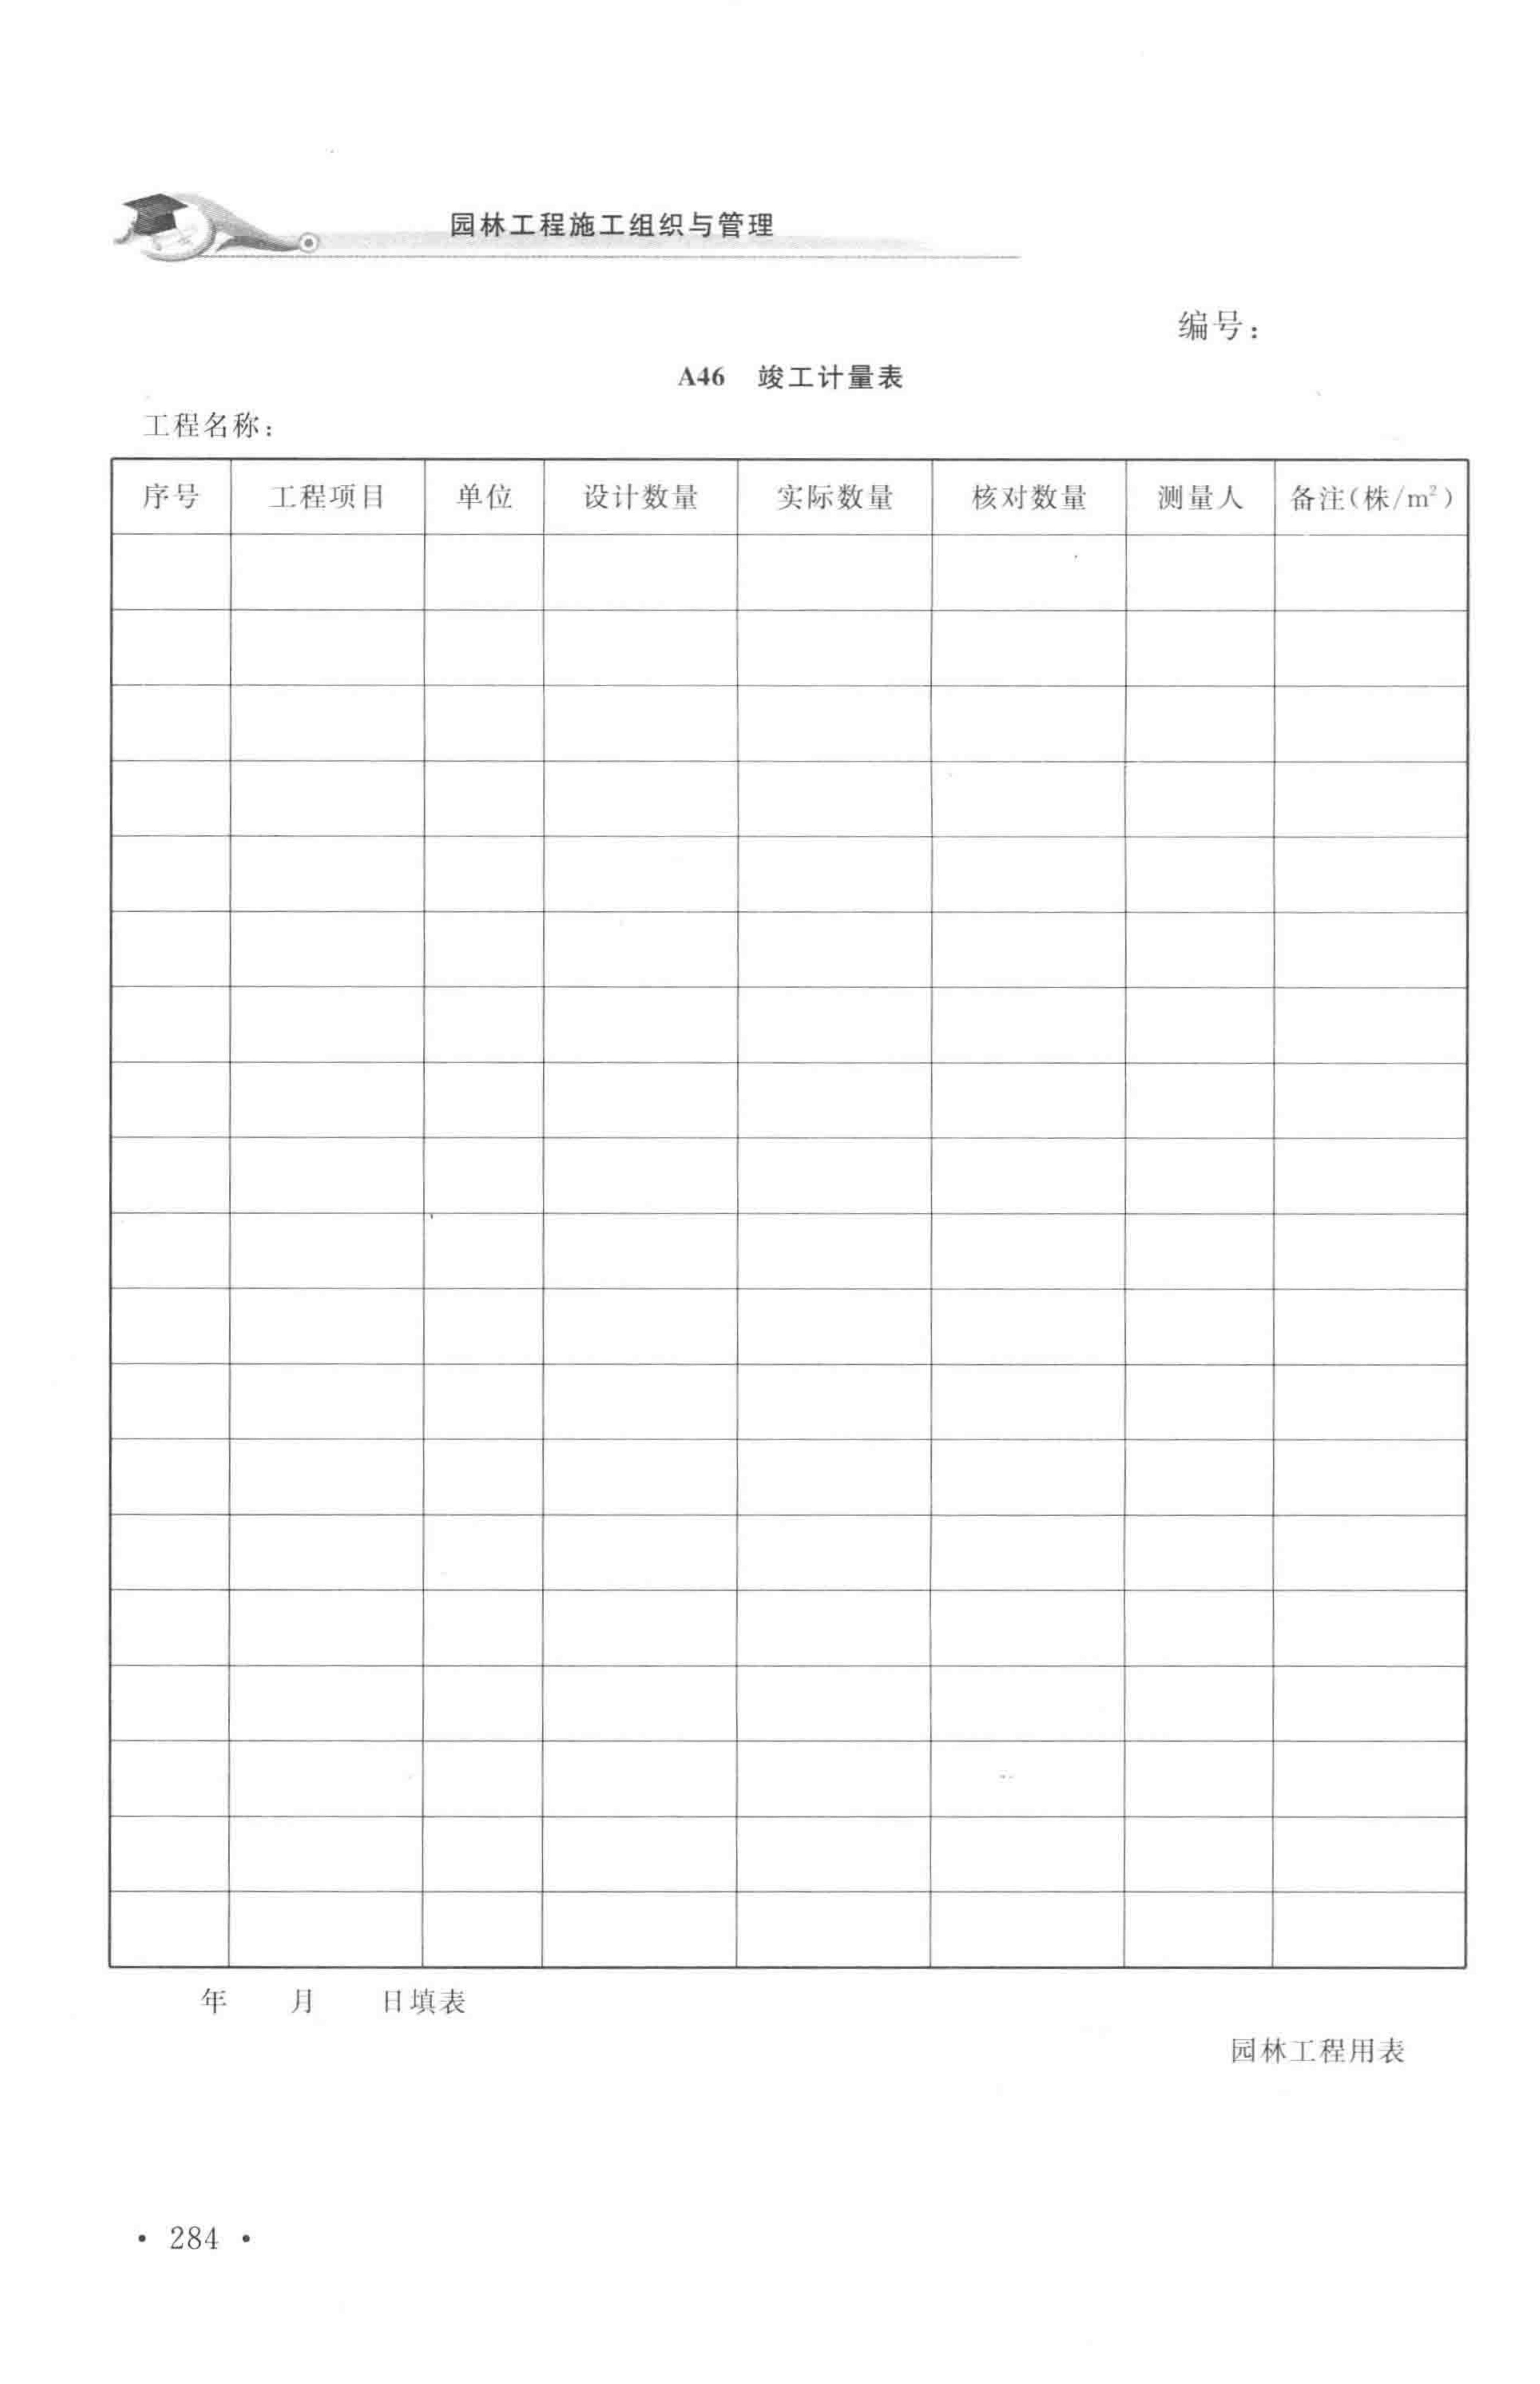 园林工程施工组织与管理
编号:
A46 竣工计量表
工程名称:
序号 工程项目 单位 设计数量 实际数量 核对数量 测量人 备注(株/m²)
年 月 日填表
园林工程用表
· 284 ·